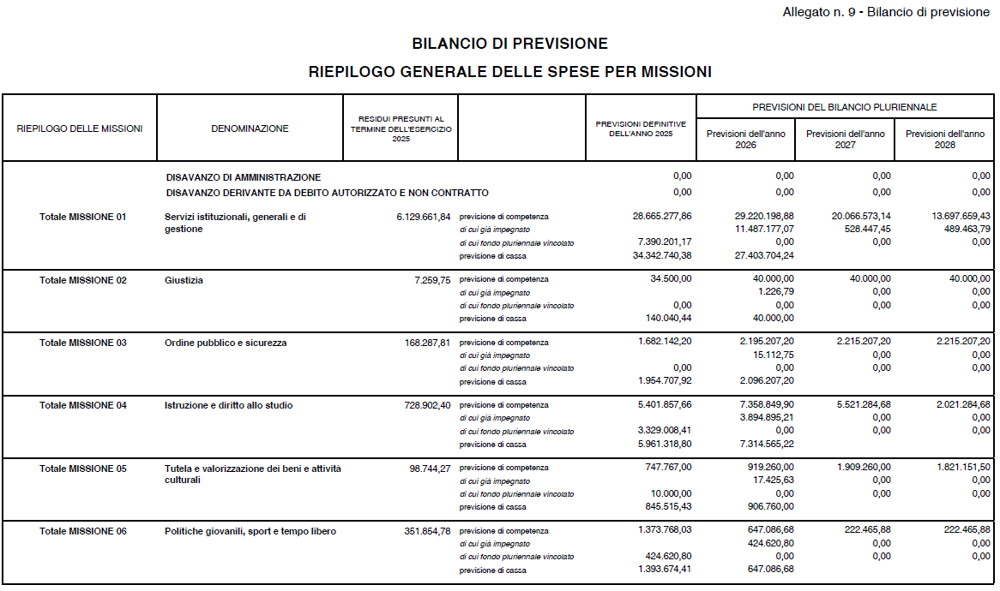 Allegato n. 9 - Bilancio di previsione
BILANCIO DI PREVISIONE
RIEPILOGO GENERALE DELLE SPESE PER MISSIONI
RIEPILOGO DELLE MISSIONI
DENOMINAZIONE
RESIDUI PRESUNTI AL
TERMINE DELL'ESERCIZIO
2025
PREVISIONI DEFINITIVE
DELL'ANNO 2025
PREVISIONI DEL BILANCIO PLURIENNALE
Previsioni dell'anno
2026
Previsioni dell'anno
2027
Previsioni dell'anno
2028
DISAVANZO DI AMMINISTRAZIONE 0,00 0,00 0,00 0,00
DISAVANZO DERIVANTE DA DEBITO AUTORIZZATO E NON CONTRATTO 0,00 0,00 0,00 0,00
Totale MISSIONE 01 Servizi istituzionali, generali e di 6.129.661,84 previsione di competenza 28.665.277,86 29.220.198,88 20.066.573,14 13.697.659,43
gestione di cui già impegnato 11.487.177,07 528.447,45 489.463,79
di cui fondo pluriennale vincolato 7.390.201,17 0,00 0,00 0,00
previsione di cassa 34.342.740,38 27.403.704,24
Totale MISSIONE 02 Giustizia 7.259,75 previsione di competenza 34.500,00 40.000,00 40.000,00 40.000,00
di cui già impegnato 1.226,79 0,00 0,00
di cui fondo pluriennale vincolato 0,00 0,00 0,00 0,00
previsione di cassa 140.040,44 40.000,00
Totale MISSIONE 03 Ordine pubblico e sicurezza 168.287,81 previsione di competenza 1.682.142,20 2.195.207,20 2.215.207,20 2.215.207,20
di cui già impegnato 15.112,75 0,00 0,00
di cui fondo pluriennale vincolato 0,00 0,00 0,00 0,00
previsione di cassa 1.954.707,92 2.096.207,20
Totale MISSIONE 04 Istruzione e diritto allo studio 728.902,40 previsione di competenza 5.401.857,66 7.358.849,90 5.521.284,68 2.021.284,68
di cui già impegnato 3.894.895,21 0,00 0,00
di cui fondo pluriennale vincolato 3.329.008,41 0,00 0,00 0,00
previsione di cassa 5.961.318,80 7.314.565,22
Totale MISSIONE 05 Tutela e valorizzazione dei beni e attività 98.744,27 previsione di competenza 747.767,00 919.260,00 1.909.260,00 1.821.151,50
culturali di cui già impegnato 17.425,63 0,00 0,00
di cui fondo pluriennale vincolato 10.000,00 0,00 0,00 0,00
previsione di cassa 845.515,43 906.760,00
Totale MISSIONE 06 Politiche giovanili, sport e tempo libero 351.854,78 previsione di competenza 1.373.768,03 647.086,68 222.465,88 222.465,88
di cui già impegnato 424.620,80 0,00 0,00
di cui fondo pluriennale vincolato 424.620,80 0,00 0,00 0,00
previsione di cassa 1.393.674,41 647.086,68